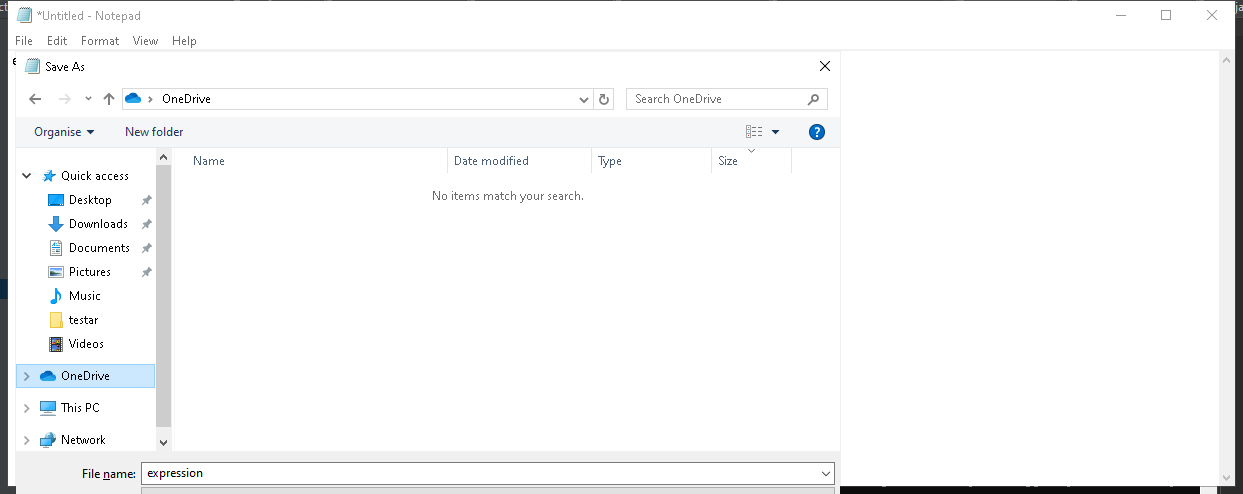 *Untitled - Notepad
File Edit Format View Help
Save As
OneDrive
Search OneDrive
Organise New folder
?
Name Date modified Type Size
No items match your search.
Quick access
Desktop
Downloads
Documents
Pictures
Music
testar
Videos
OneDrive
This PC
Network
File name: expression